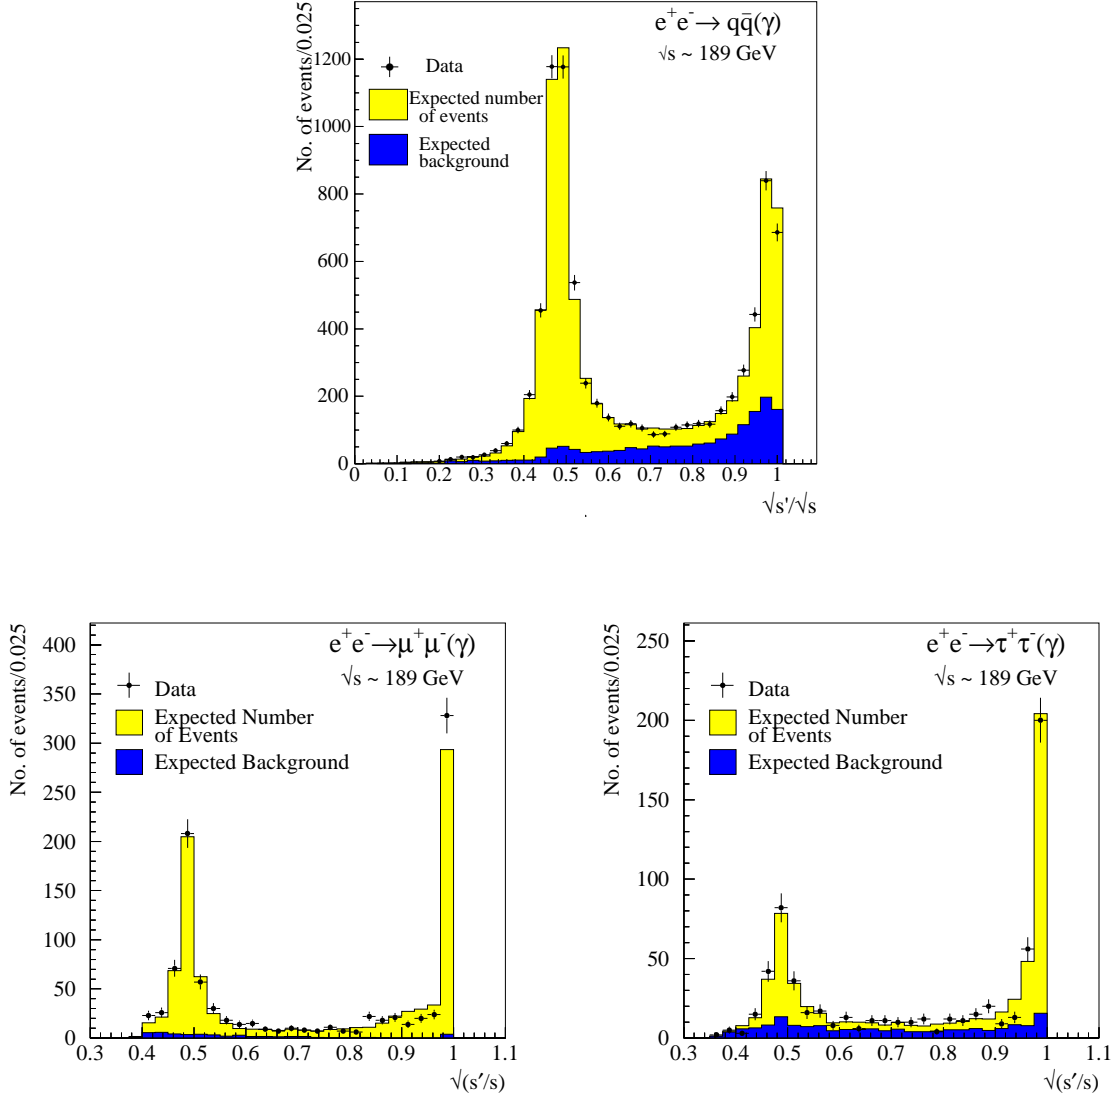 No. of events/0.025
e⁺e⁻→ qq̄(γ)
√s ~ 189 GeV
Data
Expected number
of events
Expected
background
1200
1000
800
600
400
200
0
0 0.1 0.2 0.3 0.4 0.5 0.6 0.7 0.8 0.9 1
√s'/√s
No. of events/0.025
e⁺e⁻→μ⁺μ⁻(γ)
√s ~ 189 GeV
Data
Expected Number
of Events
Expected Background
400
350
300
250
200
150
100
50
0
0.3 0.4 0.5 0.6 0.7 0.8 0.9 1 1.1
√(s′/s)
No. of events/0.025
e⁺e⁻→τ⁺τ⁻(γ)
√s ~ 189 GeV
Data
Expected Number
of Events
Expected Background
250
200
150
100
50
0
0.3 0.4 0.5 0.6 0.7 0.8 0.9 1 1.1
√(s′/s)